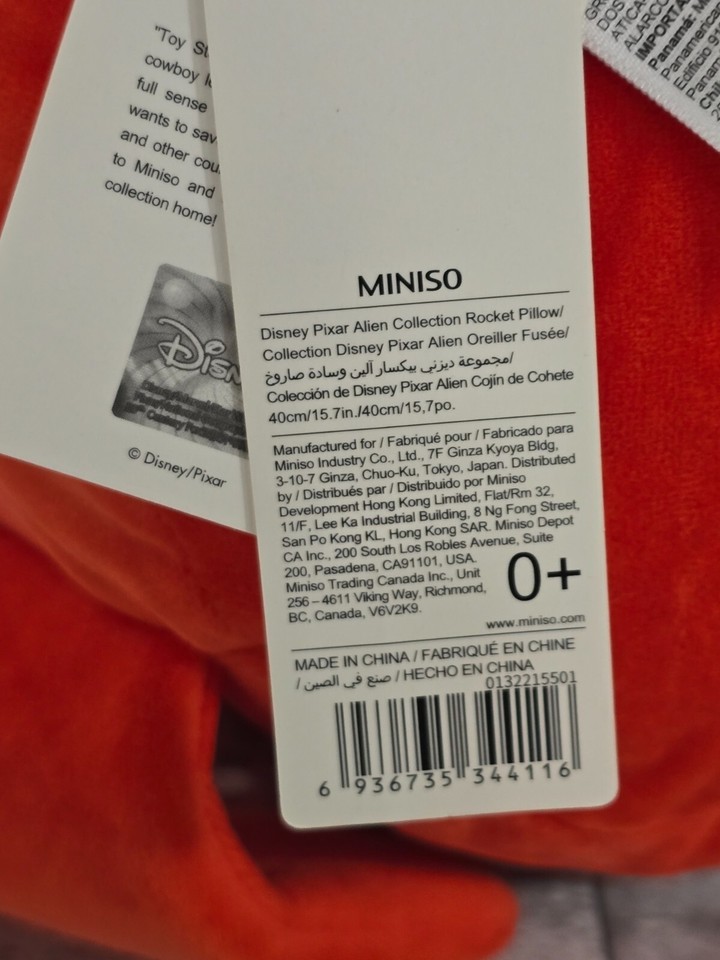 "Toy
cowboy
full sense
wants to
and other
to Miniso and
collection home!
Disney
© Disney/Pixar
MINISO
Disney Pixar Alien Collection Rocket Pillow/
Collection Disney Pixar Alien Oreiller Fusée/
مجموعة ديزني بيكسار آلين وسادة صاروخ/
Colección de Disney Pixar Alien Cojín de Cohete
40cm/15.7in./40cm/15,7po.
Manufactured for / Fabriqué pour / Fabricado para
Miniso Industry Co., Ltd., 7F Ginza Kyoya Bldg,
3-10-7 Ginza, Chuo-Ku, Tokyo, Japan. Distributed
by / Distribués par / Distribuido por Miniso
Development Hong Kong Limited, Flat/Rm 32,
11/F, Lee Ka Industrial Building, 8 Ng Fong Street,
San Po Kong KL, Hong Kong SAR. Miniso Depot
CA Inc., 200 South Los Robles Avenue, Suite
200, Pasadena, CA91101, USA.
Miniso Trading Canada Inc., Unit
256 – 4611 Viking Way, Richmond,
BC, Canada, V6V2K9.
0+
www.miniso.com
MADE IN CHINA / FABRIQUÉ EN CHINE
/ صنع في الصين / HECHO EN CHINA
0132215501
6 936735 344116
IMPORTA
Panamá:
Panamerica
Edificio